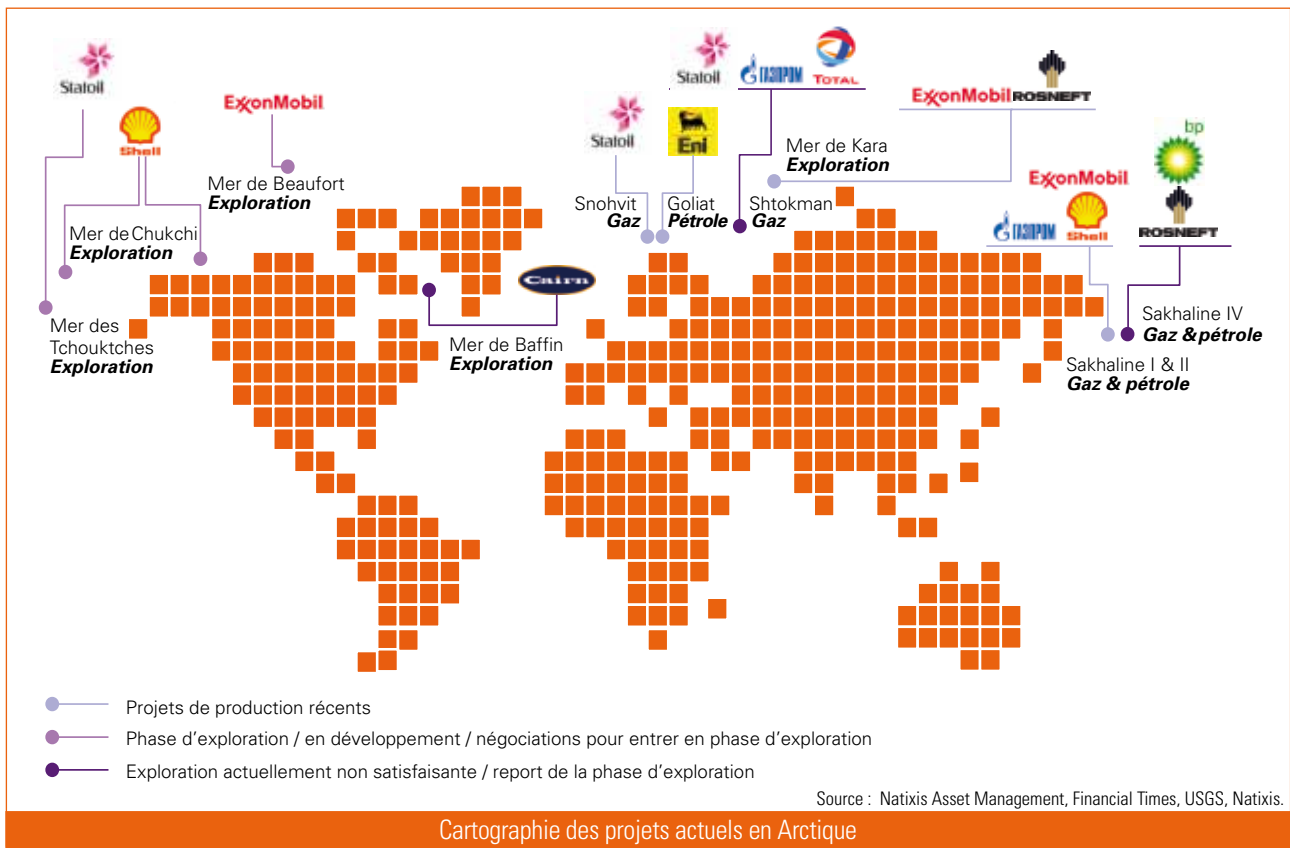 Statoil
Shell
ExxonMobil
Statoil
Statoil
ГАЗПРОМ
TOTAL
Eni
ExxonMobil
ROSNEFT
bp
ExxonMobil
ГАЗПРОМ
Shell
ROSNEFT
Cairn
Mer de Beaufort
Exploration
Mer de Chukchi
Exploration
Mer des
Tchouktches
Exploration
Mer de Baffin
Exploration
Snohvit
Gaz
Goliat
Pétrole
Shtokman
Gaz
Mer de Kara
Exploration
Sakhaline IV
Gaz & pétrole
Sakhaline I & II
Gaz & pétrole
Projets de production récents
Phase d'exploration / en développement / négociations pour entrer en phase d'exploration
Exploration actuellement non satisfaisante / report de la phase d'exploration
Source : Natixis Asset Management, Financial Times, USGS, Natixis.
Cartographie des projets actuels en Arctique